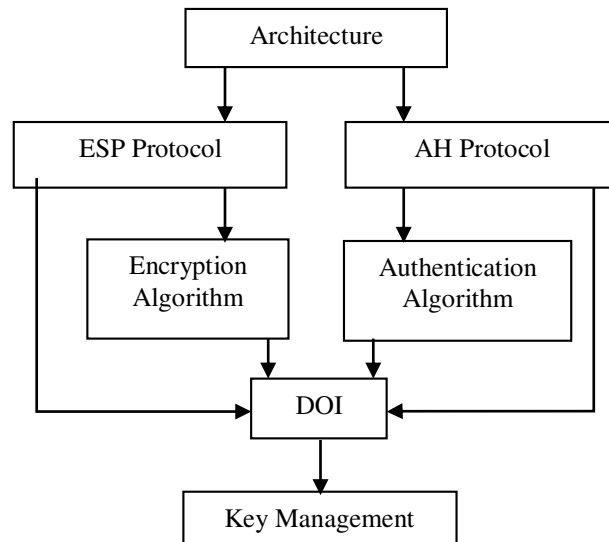 Architecture
ESP Protocol
AH Protocol
Encryption
Algorithm
Authentication
Algorithm
DOI
Key Management